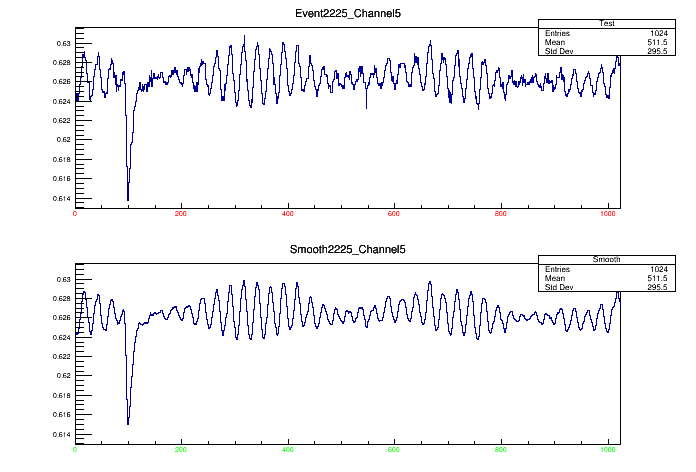 Event2225_Channel5
Test
Entries 1024
Mean 511.5
Std Dev 295.5
0.63
0.628
0.626
0.624
0.62
0.618
0.616
0.614
0 200 400 600 800 1000
Smooth2225_Channel5
Smooth
Entries 1024
Mean 511.5
Std Dev 295.5
0.63
0.628
0.626
0.624
0.622
0.62
0.618
0.616
0.614
0 200 400 600 800 1000